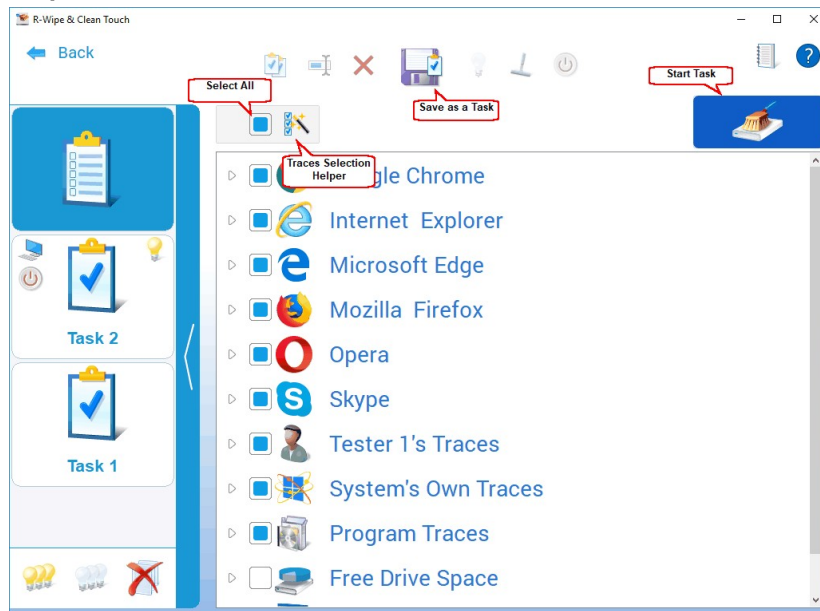 R-Wipe & Clean Touch
Back
Select All
Save as a Task
Start Task
Traces Selection
Helper
gle Chrome
Internet Explorer
Microsoft Edge
Mozilla Firefox
Opera
Skype
Tester 1's Traces
System's Own Traces
Program Traces
Free Drive Space
Task 2
Task 1